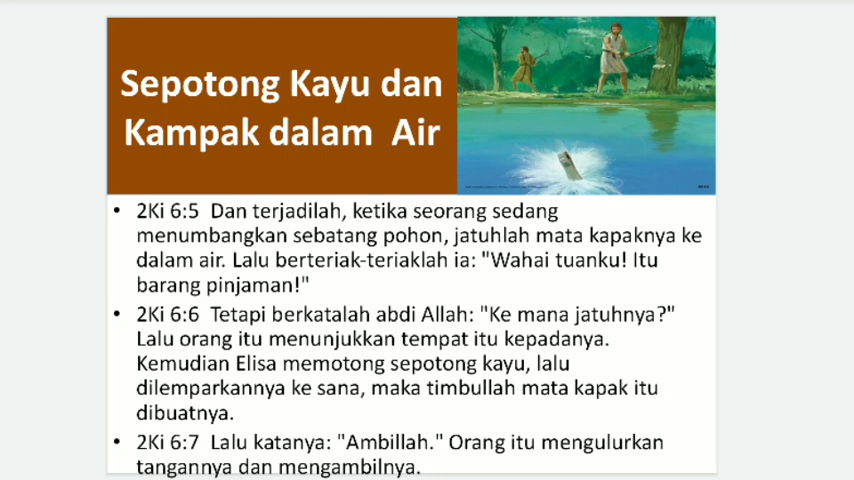 Sepotong Kayu dan
Kampak dalam Air
• 2Ki 6:5 Dan terjadilah, ketika seorang sedang
menumbangkan sebatang pohon, jatuhlah mata kapaknya ke
dalam air. Lalu berteriak-teriaklah ia: "Wahai tuanku! Itu
barang pinjaman!"
• 2Ki 6:6 Tetapi berkatalah abdi Allah: "Ke mana jatuhnya?"
Lalu orang itu menunjukkan tempat itu kepadanya.
Kemudian Elisa memotong sepotong kayu, lalu
dilemparkannya ke sana, maka timbullah mata kapak itu
dibuatnya.
• 2Ki 6:7 Lalu katanya: "Ambillah." Orang itu mengulurkan
tangannya dan mengambilnya.